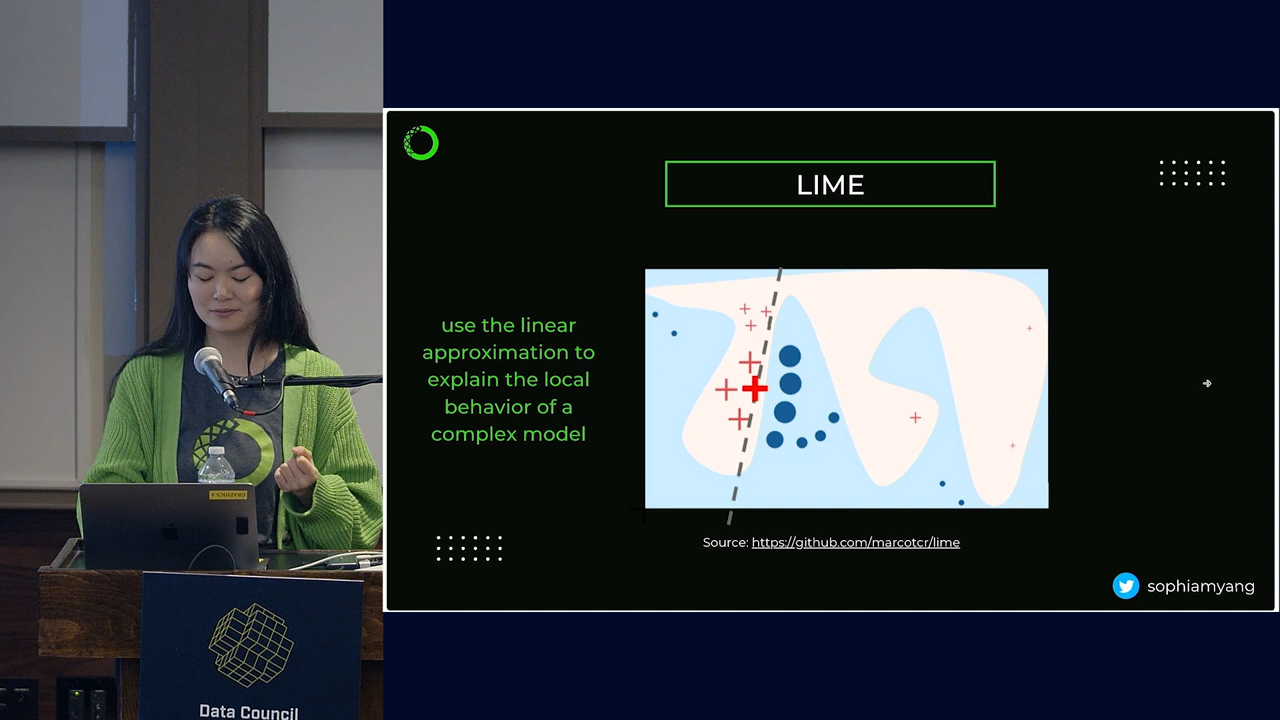 LIME
use the linear
approximation to
explain the local
behavior of a
complex model
Source: https://github.com/marcotcr/lime
sophiamyang
Data Council